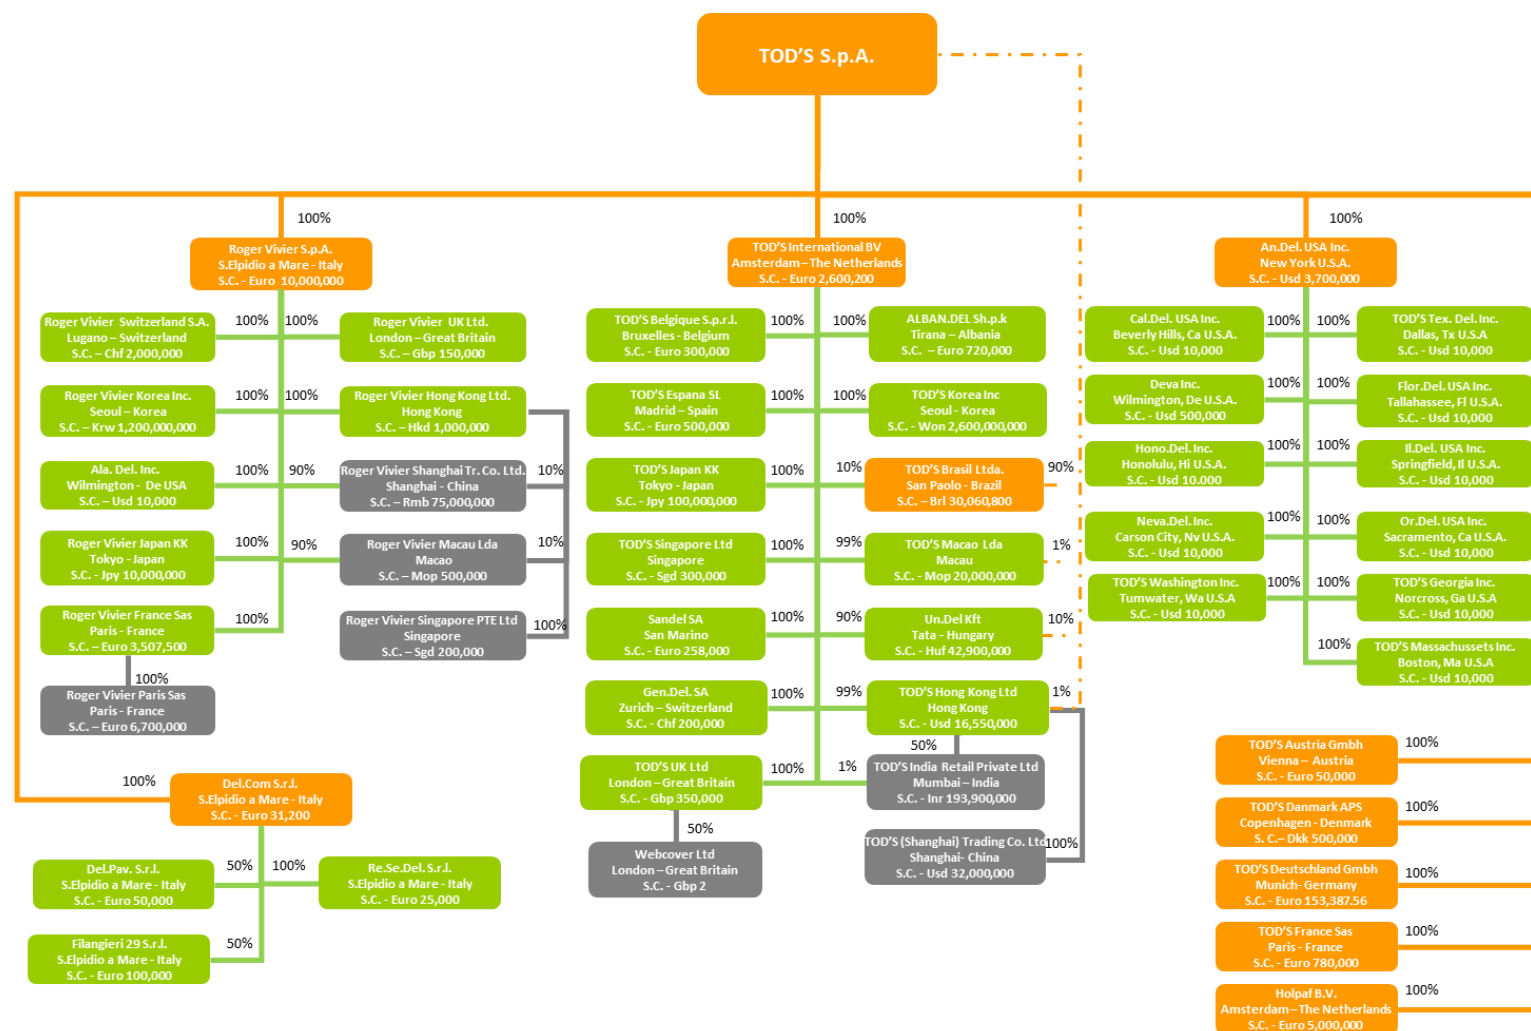 TOD'S S.p.A.
100%
100%
100%
Roger Vivier S.p.A.
S.Elpidio a Mare - Italy
S.C. - Euro 10,000,000
TOD'S International BV
Amsterdam – The Netherlands
S.C. - Euro 2,600,200
An.Del. USA Inc.
New York U.S.A.
S.C. - Usd 3,700,000
Roger Vivier Switzerland S.A.
Lugano – Switzerland
S.C. – Chf 2,000,000
100%
100%
Roger Vivier UK Ltd.
London – Great Britain
S.C. – Gbp 150,000
Roger Vivier Korea Inc.
Seoul – Korea
S.C. – Krw 1,200,000,000
100%
100%
Roger Vivier Hong Kong Ltd.
Hong Kong
S.C. – Hkd 1,000,000
Ala. Del. Inc.
Wilmington - De USA
S.C. – Usd 10,000
100%
90%
Roger Vivier Shanghai Tr. Co. Ltd.
Shanghai - China
S.C. – Rmb 75,000,000
10%
Roger Vivier Japan KK
Tokyo - Japan
S.C. - Jpy 10,000,000
100%
90%
Roger Vivier Macau Lda
Macao
S.C. – Mop 500,000
10%
Roger Vivier France Sas
Paris - France
S.C. – Euro 3,507,500
100%
Roger Vivier Singapore PTE Ltd
Singapore
S.C. – Sgd 200,000
100%
100%
Roger Vivier Paris Sas
Paris - France
S.C. – Euro 6,700,000
100%
Del.Com S.r.l.
S.Elpidio a Mare - Italy
S.C. - Euro 31,200
Del.Pav. S.r.l.
S.Elpidio a Mare - Italy
S.C. - Euro 50,000
50%
100%
Re.Se.Del. S.r.l.
S.Elpidio a Mare - Italy
S.C. - Euro 25,000
Filangieri 29 S.r.l.
S.Elpidio a Mare - Italy
S.C. - Euro 100,000
50%
TOD'S Belgique S.p.r.l.
Bruxelles - Belgium
S.C. - Euro 300,000
100%
100%
ALBAN.DEL Sh.p.k
Tirana – Albania
S.C. – Euro 720,000
TOD'S Espana SL
Madrid – Spain
S.C. - Euro 500,000
100%
100%
TOD'S Korea Inc
Seoul - Korea
S.C. - Won 2,600,000,000
TOD'S Japan KK
Tokyo - Japan
S.C. - Jpy 100,000,000
100%
10%
TOD'S Brasil Ltda.
San Paolo - Brazil
S.C. – Brl 30,060,800
90%
TOD'S Singapore Ltd
Singapore
S.C. - Sgd 300,000
100%
99%
TOD'S Macao Lda
Macau
S.C. - Mop 20,000,000
1%
Sandel SA
San Marino
S.C. - Euro 258,000
100%
90%
Un.Del Kft
Tata - Hungary
S.C. - Huf 42,900,000
10%
Gen.Del. SA
Zurich – Switzerland
S.C. - Chf 200,000
100%
99%
TOD'S Hong Kong Ltd
Hong Kong
S.C. - Usd 16,550,000
1%
50%
TOD'S UK Ltd
London – Great Britain
S.C. - Gbp 350,000
100%
1%
TOD'S India Retail Private Ltd
Mumbai – India
S.C. - Inr 193,900,000
50%
Webcover Ltd
London – Great Britain
S.C. - Gbp 2
TOD'S (Shanghai) Trading Co. Ltd
Shanghai- China
S.C. - Usd 32,000,000
100%
Cal.Del. USA Inc.
Beverly Hills, Ca U.S.A.
S.C. - Usd 10,000
100%
100%
TOD'S Tex. Del. Inc.
Dallas, Tx U.S.A
S.C. - Usd 10,000
Deva Inc.
Wilmington, De U.S.A.
S.C. - Usd 500,000
100%
100%
Flor.Del. USA Inc.
Tallahassee, Fl U.S.A.
S.C. - Usd 10,000
Hono.Del. Inc.
Honolulu, Hi U.S.A.
S.C. - Usd 10.000
100%
100%
Il.Del. USA Inc.
Springfield, Il U.S.A.
S.C. - Usd 10,000
Neva.Del. Inc.
Carson City, Nv U.S.A.
S.C. - Usd 10,000
100%
100%
Or.Del. USA Inc.
Sacramento, Ca U.S.A.
S.C. - Usd 10,000
TOD'S Washington Inc.
Tumwater, Wa U.S.A
S.C. - Usd 10,000
100%
100%
TOD'S Georgia Inc.
Norcross, Ga U.S.A
S.C. - Usd 10,000
100%
TOD'S Massachussets Inc.
Boston, Ma U.S.A
S.C. - Usd 10,000
TOD'S Austria Gmbh
Vienna – Austria
S.C. - Euro 50,000
100%
TOD'S Danmark APS
Copenhagen - Denmark
S. C.– Dkk 500,000
100%
TOD'S Deutschland Gmbh
Munich- Germany
S.C. - Euro 153,387.56
100%
TOD'S France Sas
Paris - France
S.C. - Euro 780,000
100%
Holpaf B.V.
Amsterdam – The Netherlands
S.C. - Euro 5,000,000
100%